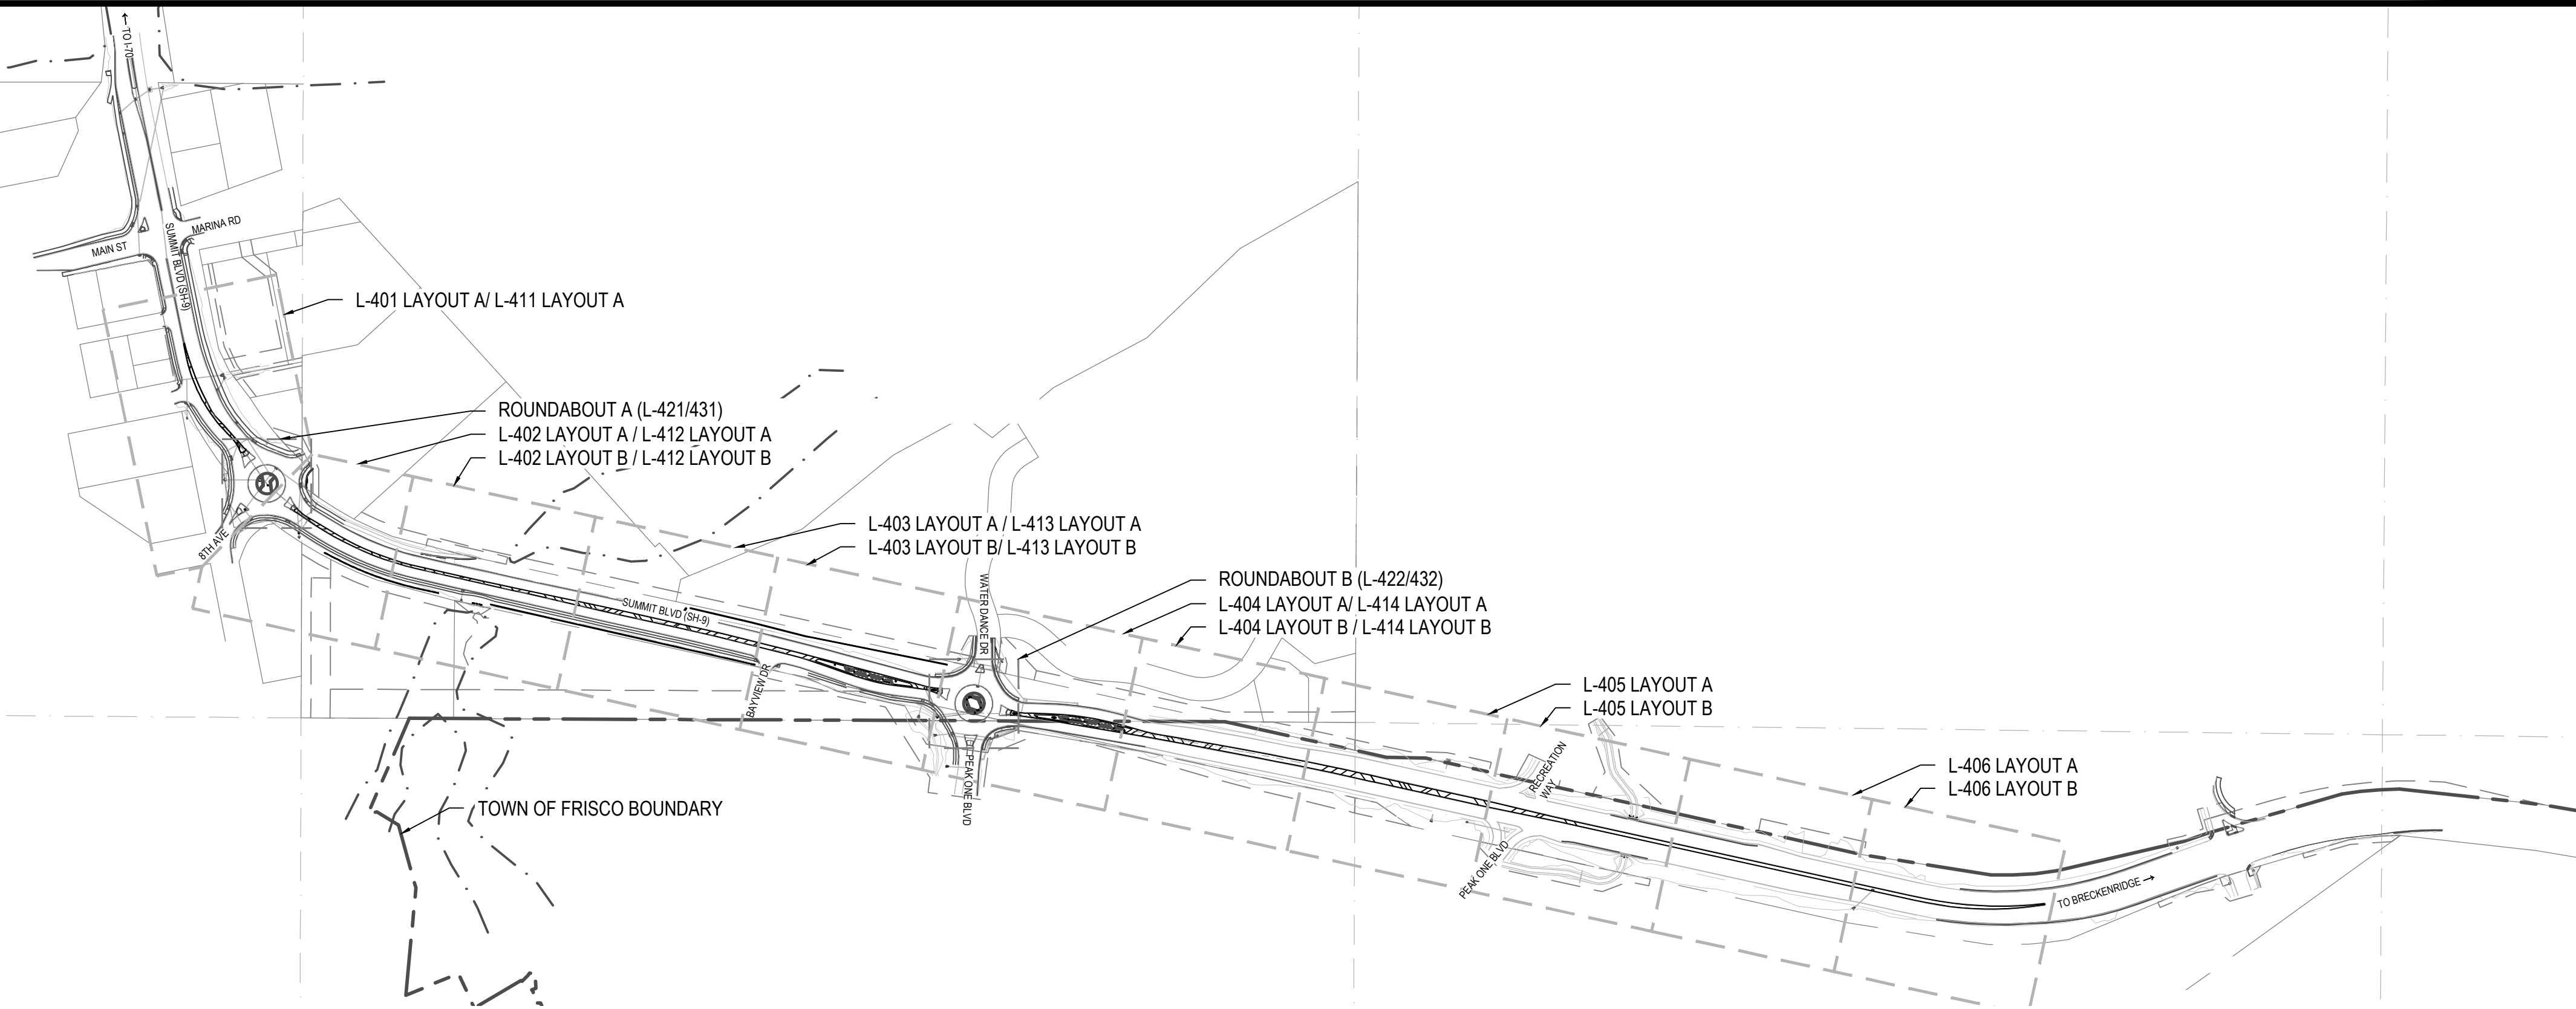 ← TO I-70
MARINA RD
MAIN ST
SUMMIT BLVD (SH-9)
L-401 LAYOUT A/ L-411 LAYOUT A
ROUNDABOUT A (L-421/431)
L-402 LAYOUT A / L-412 LAYOUT A
L-402 LAYOUT B / L-412 LAYOUT B
8TH AVE
L-403 LAYOUT A / L-413 LAYOUT A
L-403 LAYOUT B/ L-413 LAYOUT B
SUMMIT BLVD (SH-9)
WATER DANCE DR
ROUNDABOUT B (L-422/432)
L-404 LAYOUT A/ L-414 LAYOUT A
L-404 LAYOUT B / L-414 LAYOUT B
BAYVIEW DR
PEAK ONE BLVD
L-405 LAYOUT A
L-405 LAYOUT B
RECREATION
WAY
L-406 LAYOUT A
L-406 LAYOUT B
TOWN OF FRISCO BOUNDARY
PEAK ONE BLVD
TO BRECKENRIDGE →